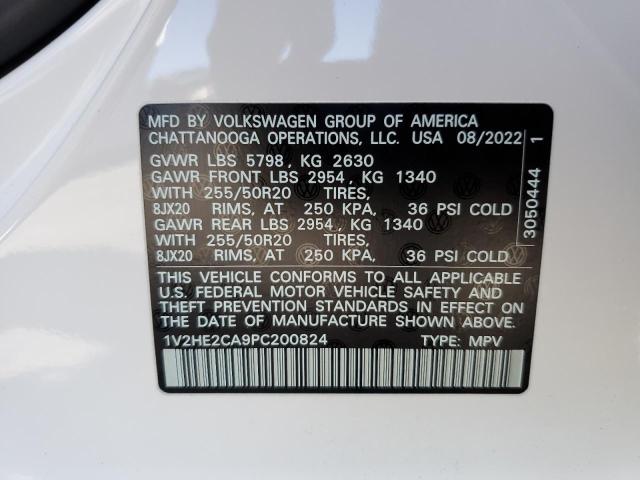 MFD BY VOLKSWAGEN GROUP OF AMERICA
CHATTANOOGA OPERATIONS, LLC. USA 08/2022
GVWR LBS 5798, KG 2630
GAWR FRONT LBS 2954, KG 1340
WITH 255/50R20 TIRES,
8JX20 RIMS, AT 250 KPA, 36 PSI COLD
GAWR REAR LBS 2954, KG 1340
WITH 255/50R20 TIRES,
8JX20 RIMS, AT 250 KPA, 36 PSI COLD
THIS VEHICLE CONFORMS TO ALL APPLICABLE
U.S. FEDERAL MOTOR VEHICLE SAFETY AND
THEFT PREVENTION STANDARDS IN EFFECT ON
THE DATE OF MANUFACTURE SHOWN ABOVE.
1V2HE2CA9PC200824 TYPE: MPV
3050444 1